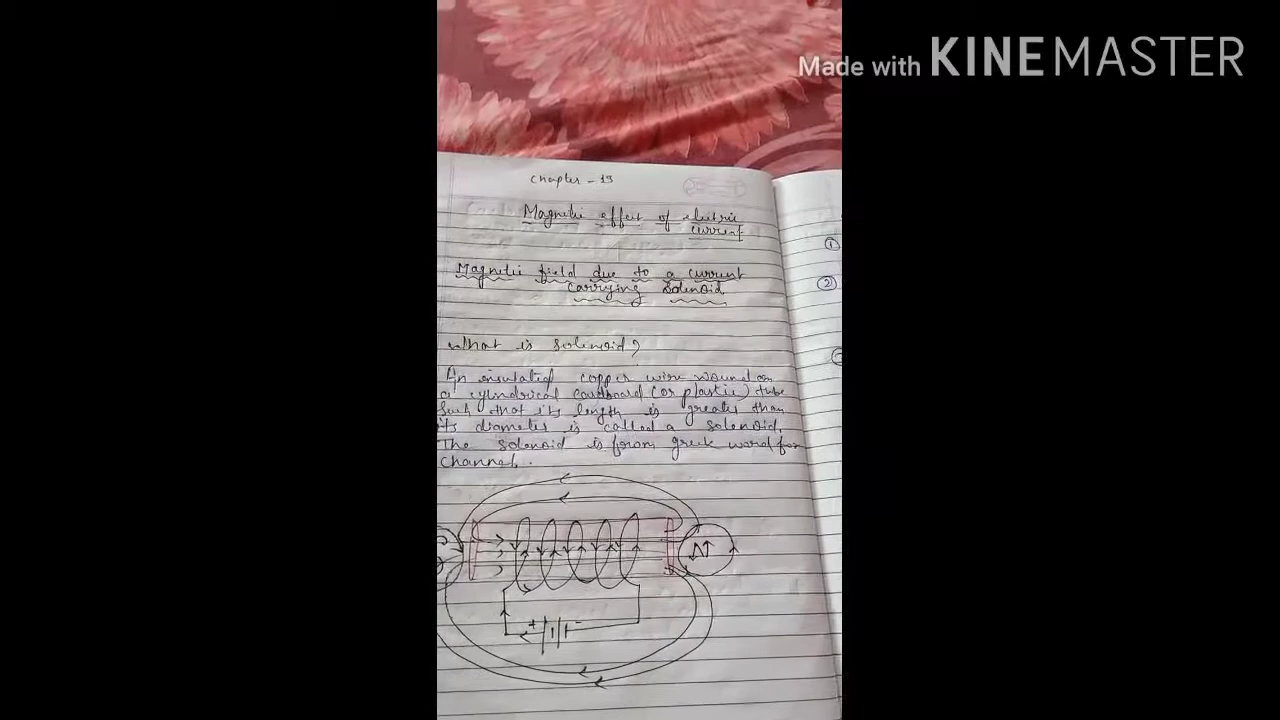 Made with KINEMASTER
Chapter - 13
Magnetic effect of electric
current
Magnetic field due to a current
carrying solenoid
①
②
What is solenoid?
An insulated copper wire wound on
a cylindrical cardboard (or plastic) tube
such that its length is greater than
its diameter is called a solenoid.
The solenoid is from greek word for
channel.
N
+ -